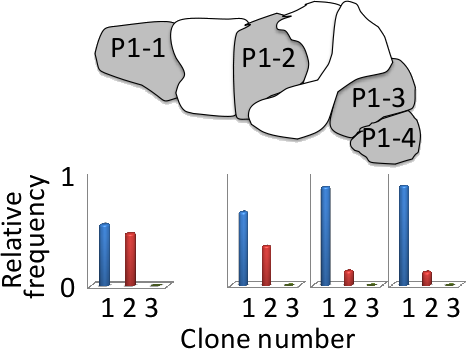 P1-1
P1-2
P1-3
P1-4
Relative
frequency
1
0
1 2 3
1 2 3
1 2 3
1 2 3
Clone number